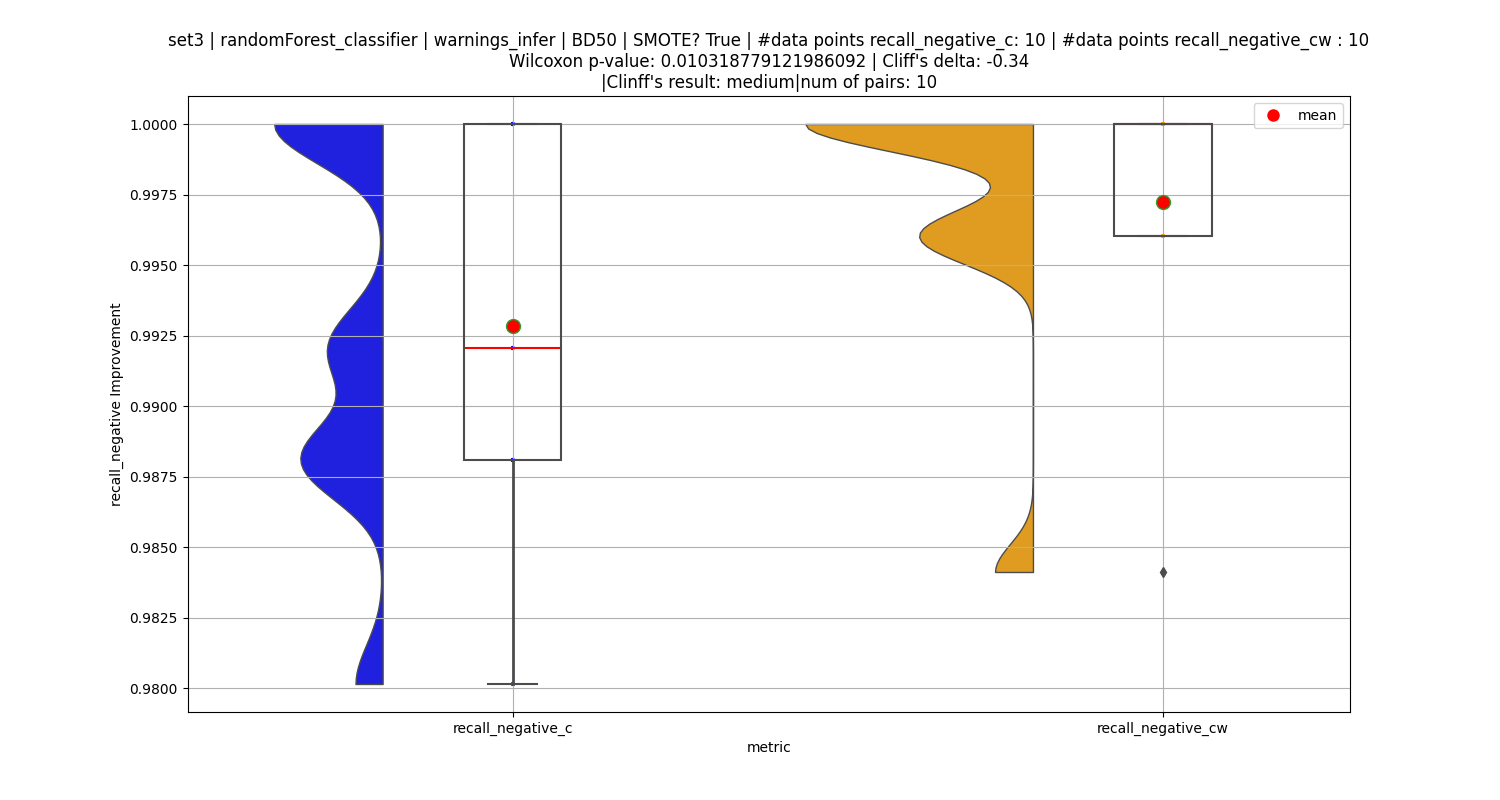 set3 | randomForest_classifier | warnings_infer | BD50 | SMOTE? True | #data points recall_negative_c: 10 | #data points recall_negative_cw : 10
Wilcoxon p-value: 0.010318779121986092 | Cliff's delta: -0.34
|Clinff's result: medium|num of pairs: 10
mean
1.0000
0.9975
0.9950
0.9925
0.9900
0.9875
0.9850
0.9825
0.9800
recall_negative Improvement
recall_negative_c
recall_negative_cw
metric